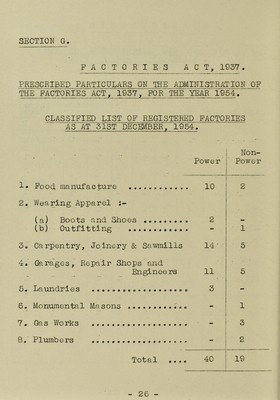 SECTION G.
FACTORIES ACT, 1937.
PRESCRIBED PARTICULARS ON THE ADMINISTRATION OF
THE FACTORIES ACT, 1937, FOR THE YEAR 1954.
CLASSIFIED LIST OF REGISTERED FACTORIES
AS AT 31ST DECEMBER, 1954.
Power Non-Power
1. Food manufacture ............ 10 2
2. Wearing Apparel :-
(a) Boots and Shoes ......... 2 -
(b) Outfitting ............ - 1
3. Carpentry, Joinery & Sawmills 14 5
4. Garages, Repair Shops and
Engineers 11 5
5. Laundries .................. 3 -
6. Monumental Masons ............ - 1
7. Gas Works .................. - 3
8. Plumbers .................. - 2
Total .... 40 19
- 26 -